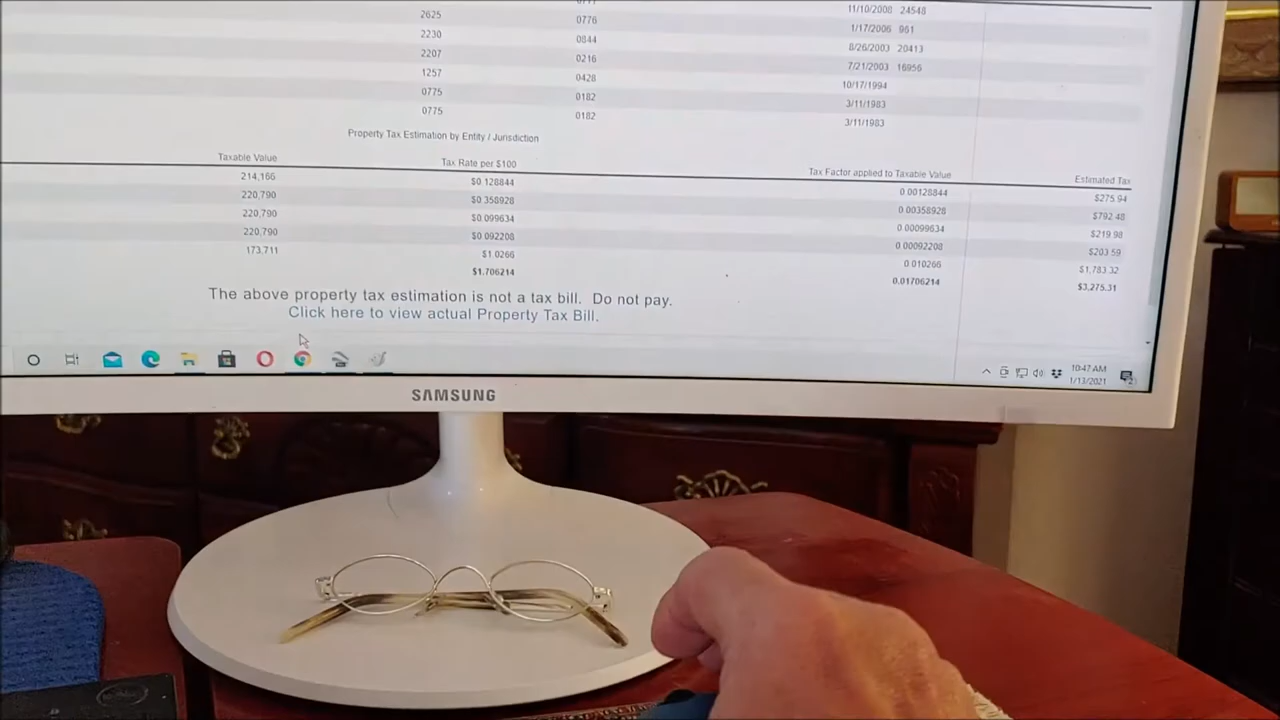 11/10/2008 24548
2625 0776 1/17/2006 961
2230 0844 8/26/2003 20413
2207 0216 7/21/2003 16956
1257 0428 10/17/1994
0775 0182 3/11/1983
0775 0182 3/11/1983
Property Tax Estimation by Entity / Jurisdiction
Taxable Value Tax Rate per $100 Tax Factor applied to Taxable Value Estimated Tax
214,166 $0.128844 0.00128844 $275.94
220,790 $0.358928 0.00358928 $792.48
220,790 $0.099634 0.00099634 $219.98
220,790 $0.092208 0.00092208 $203.59
173,711 $1.0266 0.010266 $1,783.32
$1.706214 0.01706214 $3,275.31
The above property tax estimation is not a tax bill. Do not pay.
Click here to view actual Property Tax Bill.
10:47 AM
1/13/2021
SAMSUNG